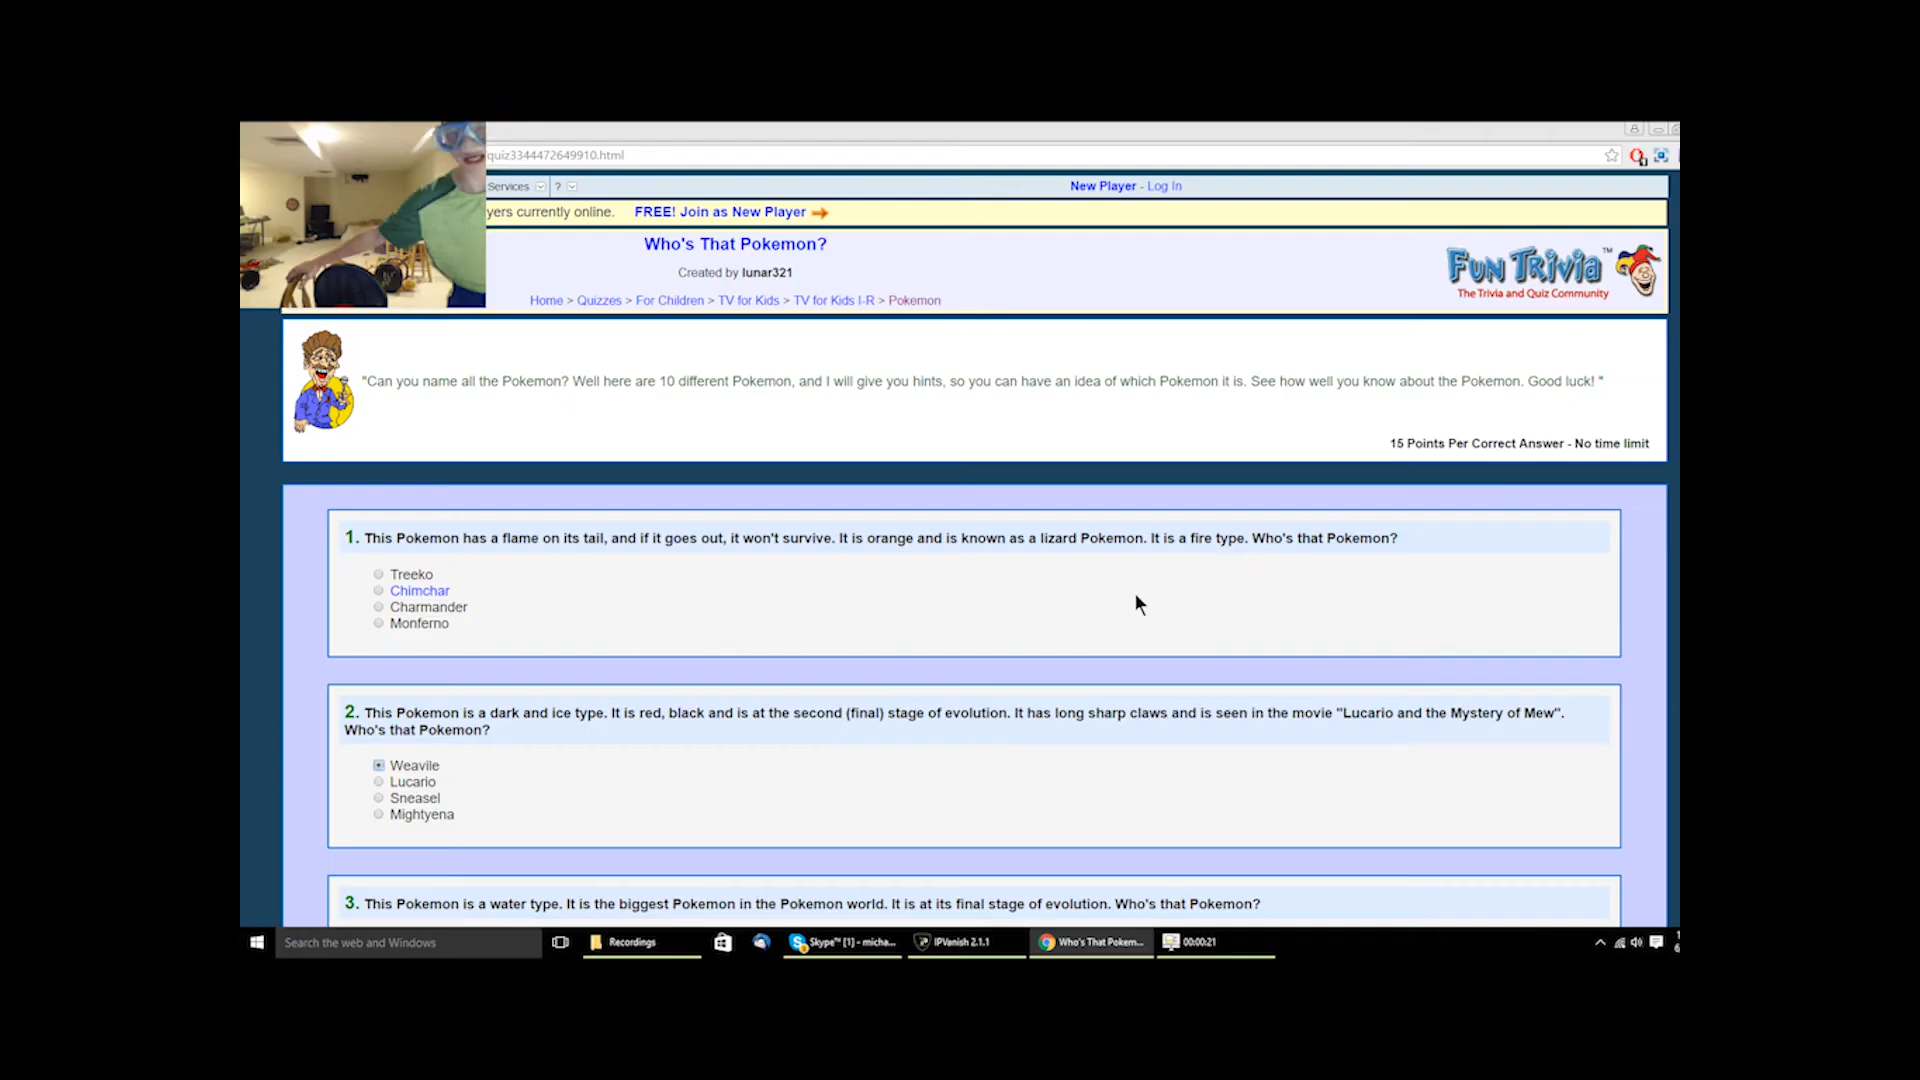 quiz3344472649910.html
Services ?
New Player - Log In
yers currently online. FREE! Join as New Player
Who's That Pokemon?
Created by lunar321
Home > Quizzes > For Children > TV for Kids > TV for Kids I-R > Pokemon
Fun Trivia ™
The Trivia and Quiz Community
"Can you name all the Pokemon? Well here are 10 different Pokemon, and I will give you hints, so you can have an idea of which Pokemon it is. See how well you know about the Pokemon. Good luck! "
15 Points Per Correct Answer - No time limit
1. This Pokemon has a flame on its tail, and if it goes out, it won't survive. It is orange and is known as a lizard Pokemon. It is a fire type. Who's that Pokemon?
Treeko
Chimchar
Charmander
Monferno
2. This Pokemon is a dark and ice type. It is red, black and is at the second (final) stage of evolution. It has long sharp claws and is seen in the movie "Lucario and the Mystery of Mew".
Who's that Pokemon?
Weavile
Lucario
Sneasel
Mightyena
3. This Pokemon is a water type. It is the biggest Pokemon in the Pokemon world. It is at its final stage of evolution. Who's that Pokemon?
Search the web and Windows Recordings Skype™ [1] - micha... IPVanish 2.1.1 Who's That Pokem... 00:00:21